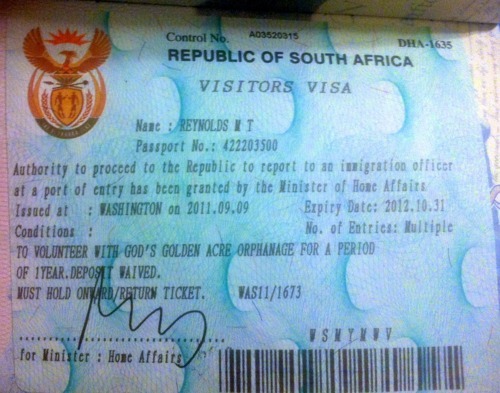 Control No. A03520315
DHA-1635
REPUBLIC OF SOUTH AFRICA
VISITORS VISA
Name : REYNOLDS M T
Passport No.: 422203500
Authority to proceed to the Republic to report to an immigration officer
at a port of entry has been granted by the Minister of Home Affairs
Issued at : WASHINGTON on 2011.09.09 Expiry Date: 2012.10.31
Conditions : No. of Entries: Multiple
TO VOLUNTEER WITH GOD'S GOLDEN ACRE ORPHANAGE FOR A PERIOD
OF 1YEAR.DEPOSIT WAIVED.
MUST HOLD ONWARD/RETURN TICKET. WAS11/1673
WSMYMWV
for Minister : Home Affairs